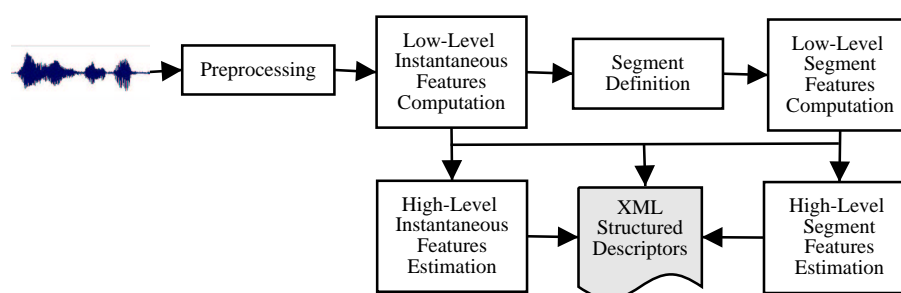 Preprocessing
Low-Level
Instantaneous
Features
Computation
Segment
Definition
Low-Level
Segment
Features
Computation
High-Level
Instantaneous
Features
Estimation
XML
Structured
Descriptors
High-Level
Segment
Features
Estimation